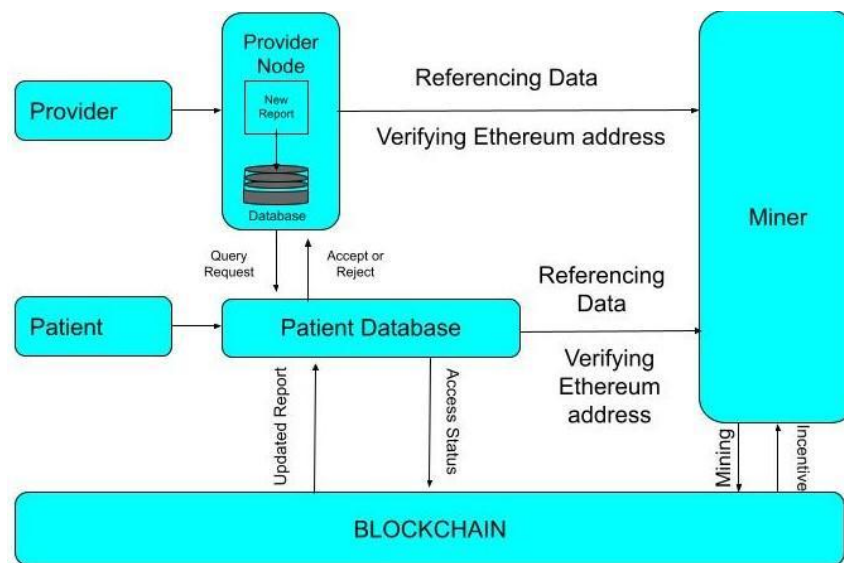 Provider
Node
New
Report
Database
Provider
Referencing Data
Verifying Ethereum address
Miner
Query
Request
Accept or
Reject
Patient
Patient Database
Referencing
Data
Verifying
Ethereum
address
Updated Report
Access Status
Mining
Incentive
BLOCKCHAIN